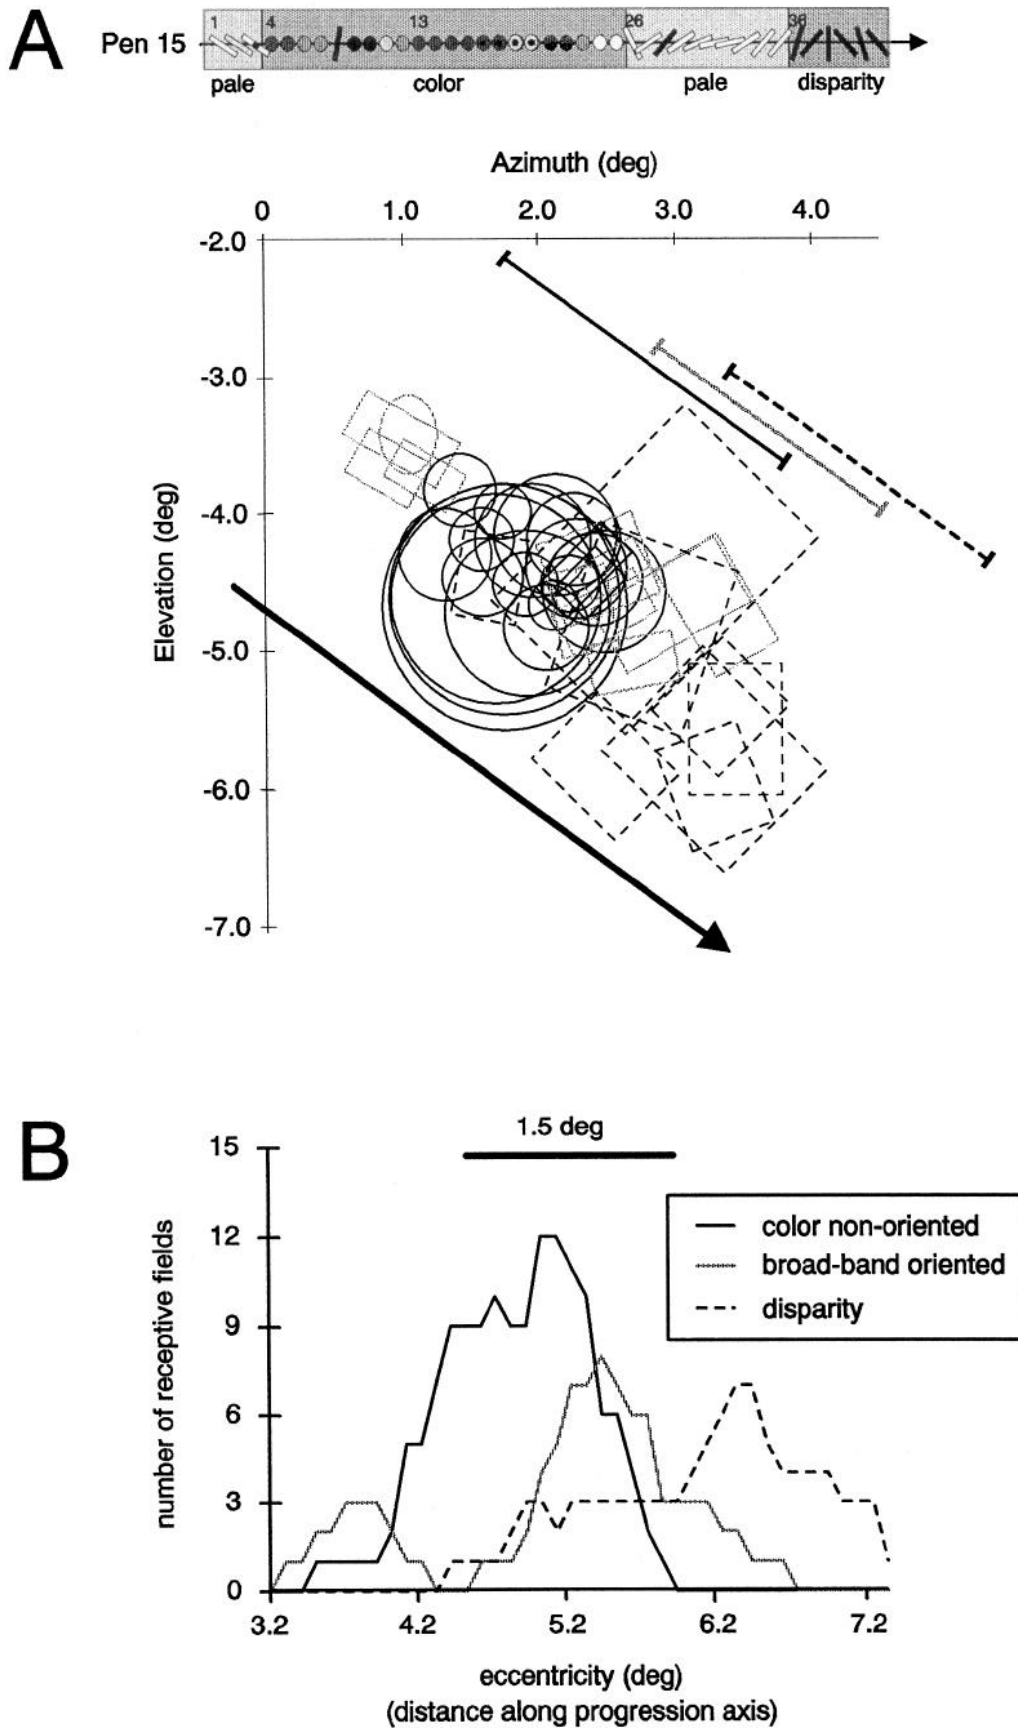 A
Pen 15
1 4 13 26 36
pale color pale disparity
Azimuth (deg)
0 1.0 2.0 3.0 4.0
-2.0
-3.0
-4.0
-5.0
-6.0
-7.0
Elevation (deg)
B
1.5 deg
15
12
9
6
3
0
number of receptive fields
color non-oriented
broad-band oriented
disparity
3.2 4.2 5.2 6.2 7.2
eccentricity (deg)
(distance along progression axis)